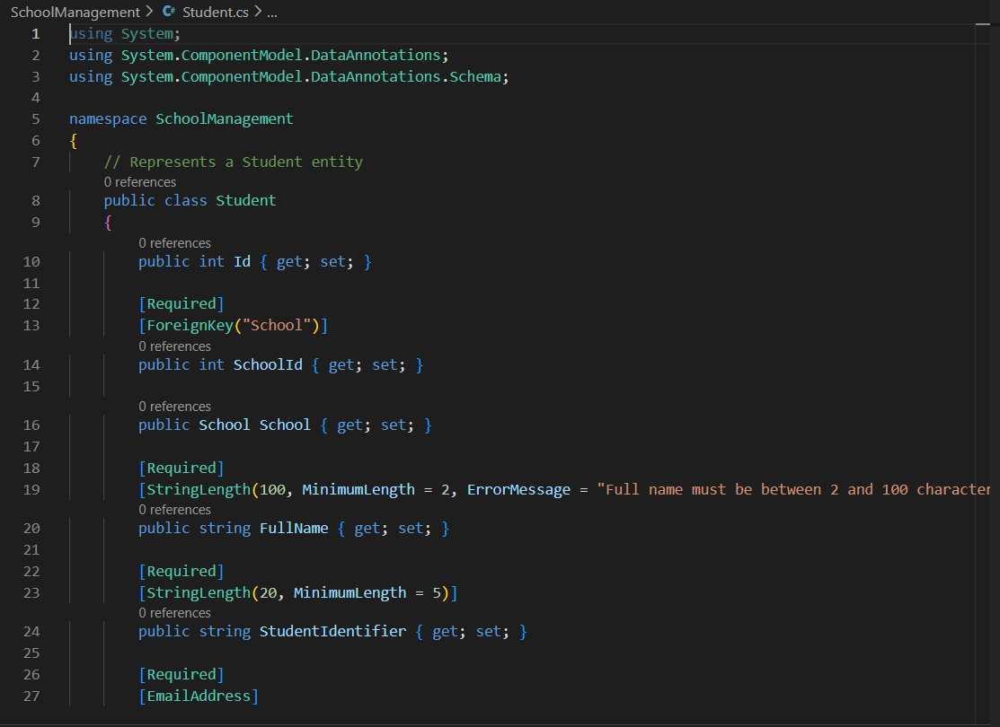 SchoolManagement > C# Student.cs > ...
1 using System;
2 using System.ComponentModel.DataAnnotations;
3 using System.ComponentModel.DataAnnotations.Schema;
4
5 namespace SchoolManagement
6 {
7 // Represents a Student entity
0 references
8 public class Student
9 {
0 references
10 public int Id { get; set; }
11
12 [Required]
13 [ForeignKey("School")]
0 references
14 public int SchoolId { get; set; }
15
0 references
16 public School School { get; set; }
17
18 [Required]
19 [StringLength(100, MinimumLength = 2, ErrorMessage = "Full name must be between 2 and 100 character
0 references
20 public string FullName { get; set; }
21
22 [Required]
23 [StringLength(20, MinimumLength = 5)]
0 references
24 public string StudentIdentifier { get; set; }
25
26 [Required]
27 [EmailAddress]